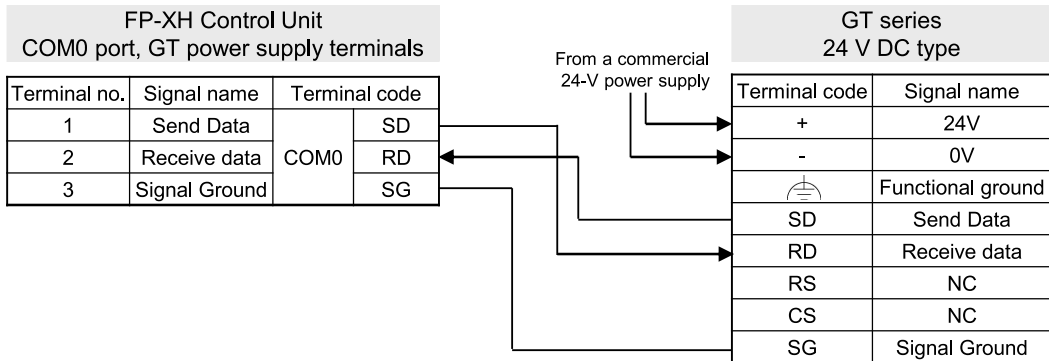 FP-XH Control Unit
COM0 port, GT power supply terminals
Terminal no. Signal name Terminal code
1 Send Data COM0 SD
2 Receive data RD
3 Signal Ground SG
From a commercial
24-V power supply
GT series
24 V DC type
Terminal code Signal name
+ 24V
- 0V
Functional ground
SD Send Data
RD Receive data
RS NC
CS NC
SG Signal Ground